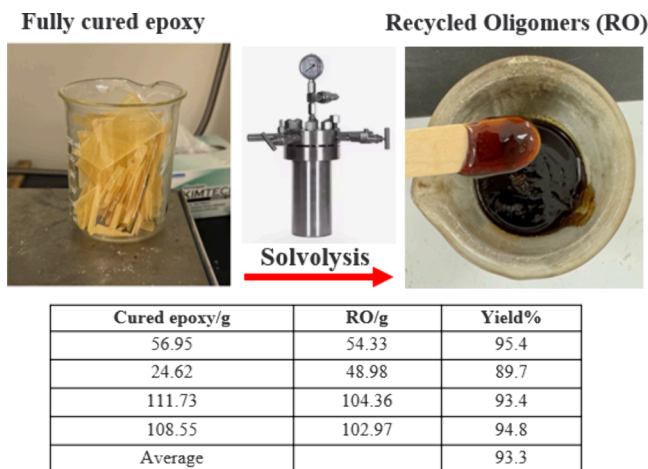 Fully cured epoxy
Recycled Oligomers (RO)
KIMTECH
Solvolysis
Cured epoxy/g RO/g Yield%
56.95 54.33 95.4
24.62 48.98 89.7
111.73 104.36 93.4
108.55 102.97 94.8
Average 93.3